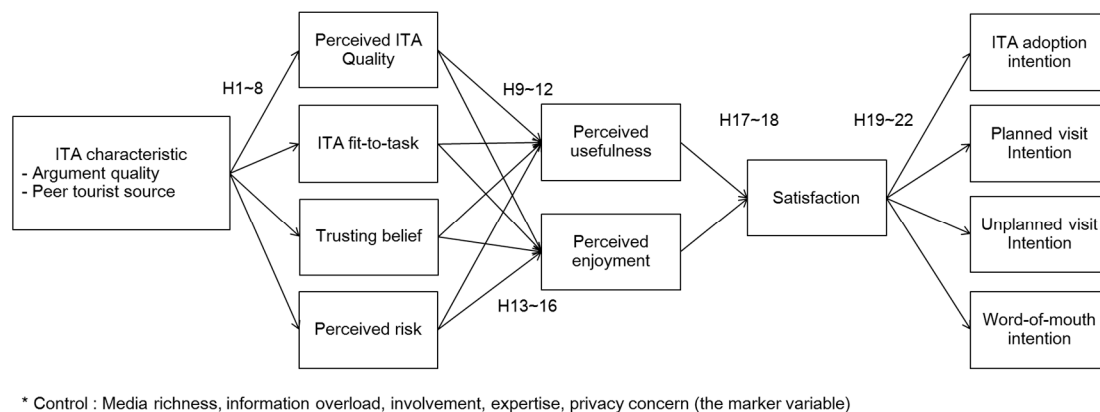 Perceived ITA
Quality
H1~8
ITA characteristic
- Argument quality
- Peer tourist source
ITA fit-to-task
Trusting belief
Perceived risk
H9~12
Perceived
usefulness
Perceived
enjoyment
H13~16
H17~18
Satisfaction
H19~22
ITA adoption
intention
Planned visit
Intention
Unplanned visit
Intention
Word-of-mouth
intention
* Control : Media richness, information overload, involvement, expertise, privacy concern (the marker variable)